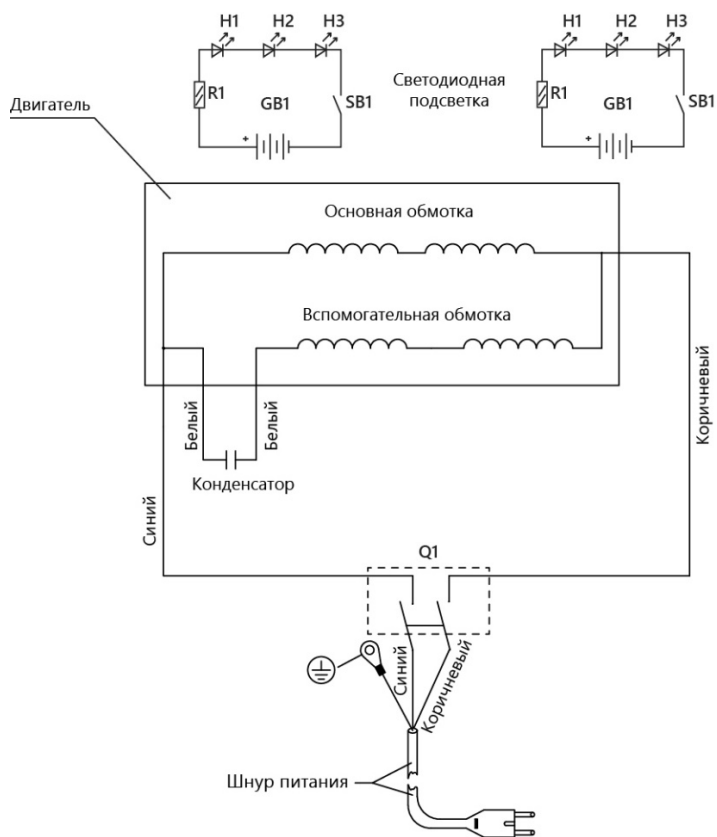 H1 H2 H3
R1
GB1
SB1
+
Светодиодная
подсветка
H1 H2 H3
R1
GB1
SB1
+
Двигатель
Основная обмотка
Вспомогательная обмотка
Белый
Белый
Конденсатор
Синий
Коричневый
Q1
Синий
Коричневый
Шнур питания